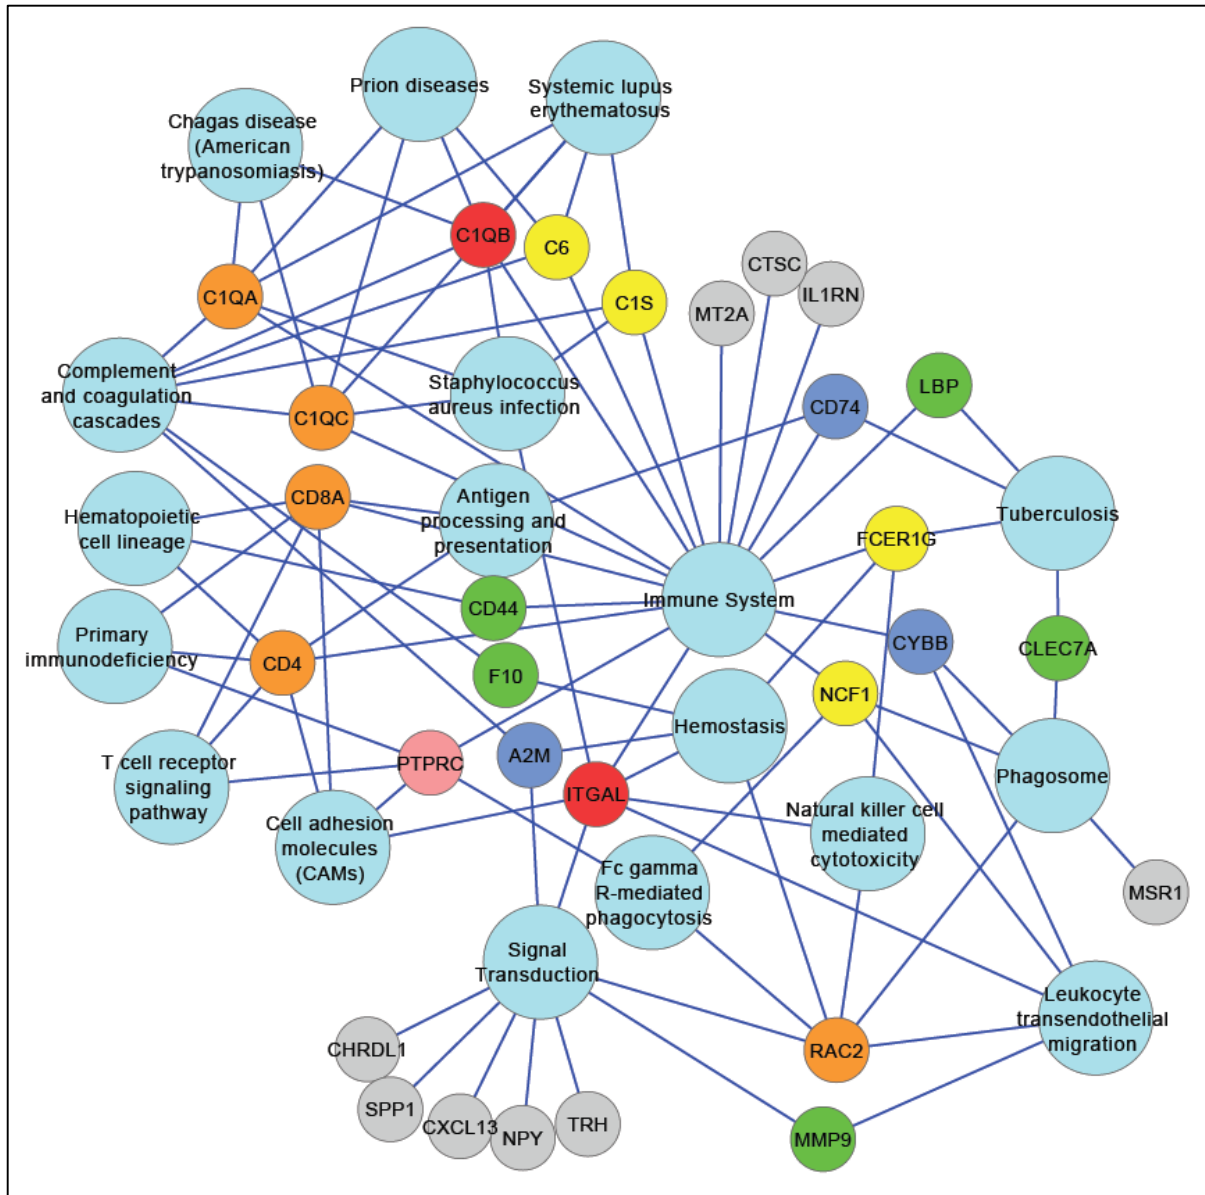 Prion diseases
Systemic lupus
erythematosus
Chagas disease
(American
trypanosomiasis)
C1QB
C6
CTSC
IL1RN
C1QA
C1S
MT2A
Complement
and coagulation
cascades
Staphylococcus
aureus infection
LBP
CD74
C1QC
CD8A
Antigen
processing and
presentation
Hematopoietic
cell lineage
Tuberculosis
FCER1G
Immune System
CD44
Primary
immunodeficiency
CD4
F10
CYBB
CLEC7A
NCF1
Hemostasis
T cell receptor
signaling
pathway
PTPRC
A2M
ITGAL
Phagosome
Cell adhesion
molecules
(CAMs)
Natural killer cell
mediated
cytotoxicity
Fc gamma
R-mediated
phagocytosis
MSR1
Signal
Transduction
Leukocyte
transendothelial
migration
CHRDL1
RAC2
SPP1
CXCL13
NPY
TRH
MMP9